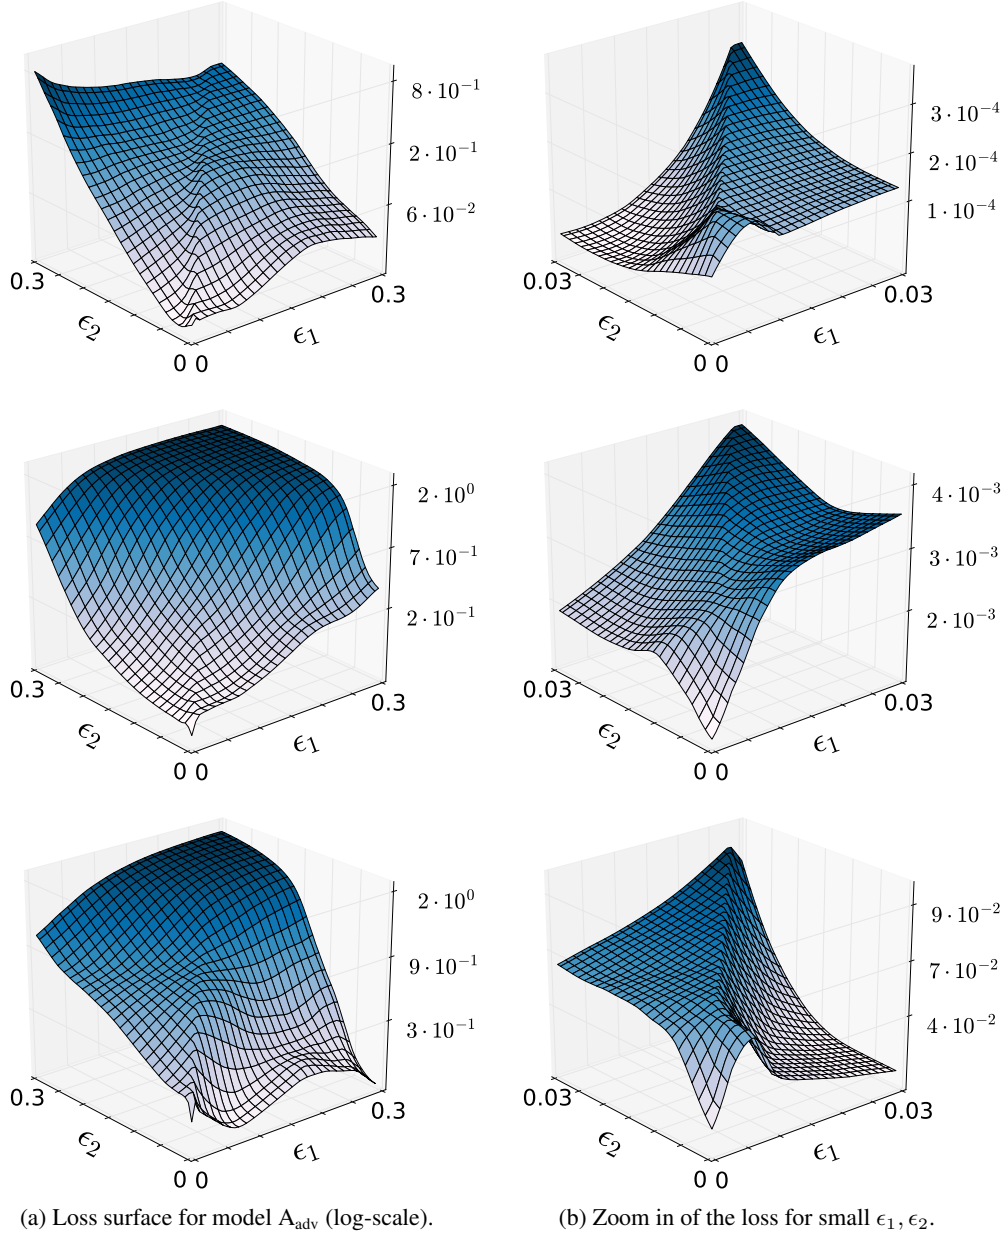 8 · 10⁻¹
2 · 10⁻¹
6 · 10⁻²
0.3
ϵ₂
0 0
ϵ₁
0.3
3 · 10⁻⁴
2 · 10⁻⁴
1 · 10⁻⁴
0.03
ϵ₂
0 0
ϵ₁
0.03
2 · 10⁰
7 · 10⁻¹
2 · 10⁻¹
0.3
ϵ₂
0 0
ϵ₁
0.3
4 · 10⁻³
3 · 10⁻³
2 · 10⁻³
0.03
ϵ₂
0 0
ϵ₁
0.03
2 · 10⁰
9 · 10⁻¹
3 · 10⁻¹
0.3
ϵ₂
0 0
ϵ₁
0.3
9 · 10⁻²
7 · 10⁻²
4 · 10⁻²
0.03
ϵ₂
0 0
ϵ₁
0.03
(a) Loss surface for model A_adv (log-scale).
(b) Zoom in of the loss for small ϵ₁, ϵ₂.